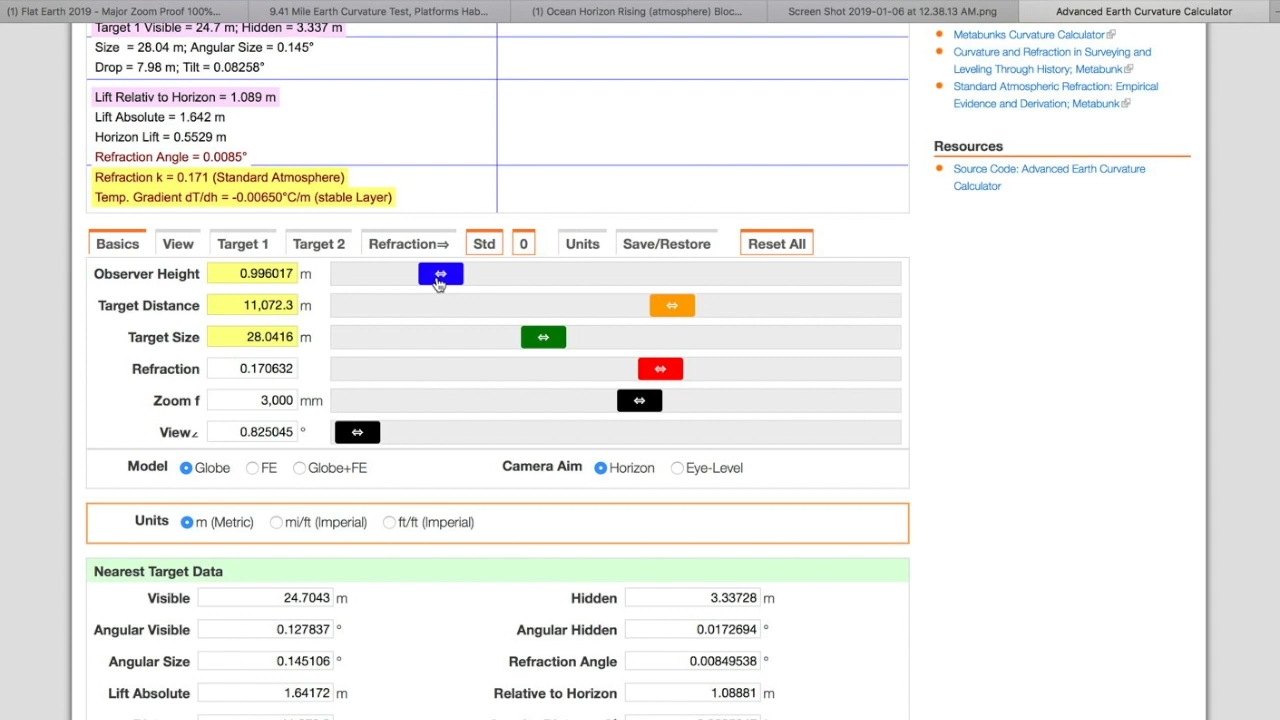 (1) Flat Earth 2019 - Major Zoom Proof 100%...
9.41 Mile Earth Curvature Test, Platforms Hab...
(1) Ocean Horizon Rising (atmosphere) Bloc...
Screen Shot 2019-01-06 at 12.38.13 AM.png
Advanced Earth Curvature Calculator
Target 1 Visible = 24.7 m; Hidden = 3.337 m
Size = 28.04 m; Angular Size = 0.145°
Drop = 7.98 m; Tilt = 0.08258°
Lift Relativ to Horizon = 1.089 m
Lift Absolute = 1.642 m
Horizon Lift = 0.5529 m
Refraction Angle = 0.0085°
Refraction k = 0.171 (Standard Atmosphere)
Temp. Gradient dT/dh = -0.00650°C/m (stable Layer)
Metabunks Curvature Calculator
Curvature and Refraction in Surveying and
Leveling Through History; Metabunk
Standard Atmospheric Refraction: Empirical
Evidence and Derivation; Metabunk
Resources
Source Code: Advanced Earth Curvature
Calculator
Basics View Target 1 Target 2 Refraction⇒ Std 0 Units Save/Restore Reset All
Observer Height 0.996017 m
Target Distance 11,072.3 m
Target Size 28.0416 m
Refraction 0.170632
Zoom f 3,000 mm
View∠ 0.825045 °
Model Globe FE Globe+FE Camera Aim Horizon Eye-Level
Units m (Metric) mi/ft (Imperial) ft/ft (Imperial)
Nearest Target Data
Visible 24.7043 m Hidden 3.33728 m
Angular Visible 0.127837 ° Angular Hidden 0.0172694 °
Angular Size 0.145106 ° Refraction Angle 0.00849538 °
Lift Absolute 1.64172 m Relative to Horizon 1.08881 m